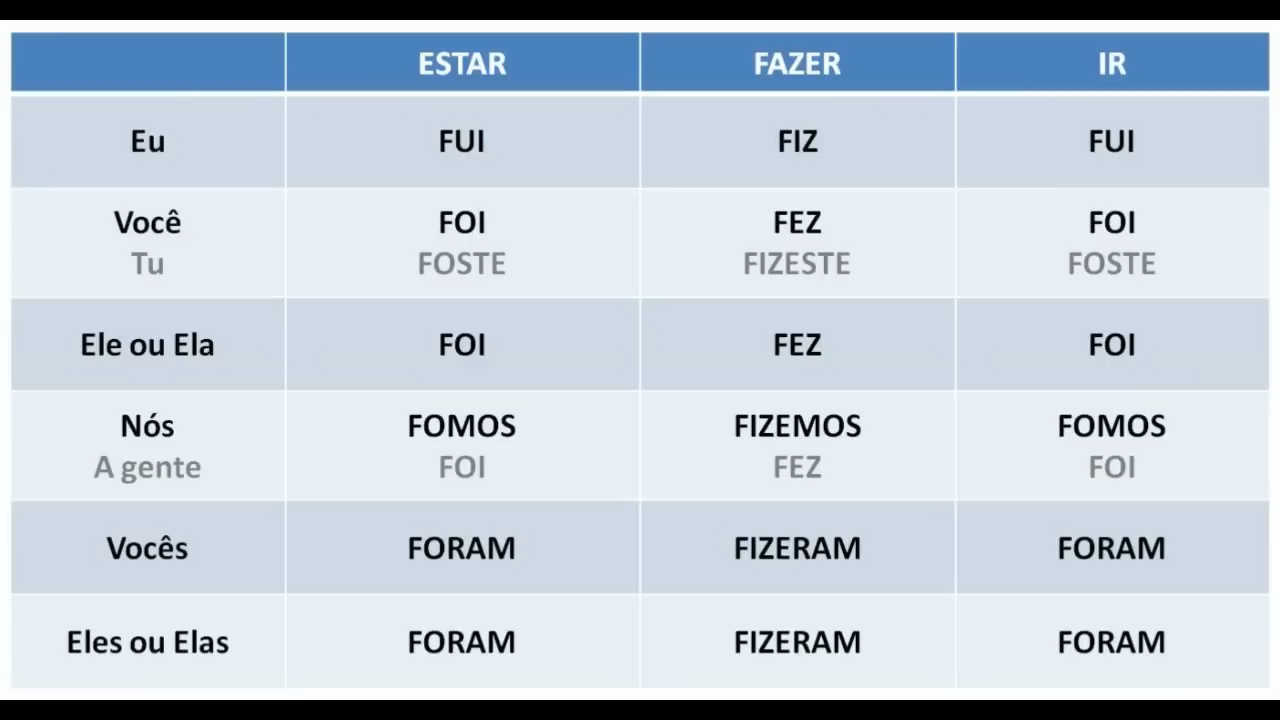 ESTAR FAZER IR
Eu FUI FIZ FUI
Você FOI FEZ FOI
Tu FOSTE FIZESTE FOSTE
Ele ou Ela FOI FEZ FOI
Nós FOMOS FIZEMOS FOMOS
A gente FOI FEZ FOI
Vocês FORAM FIZERAM FORAM
Eles ou Elas FORAM FIZERAM FORAM